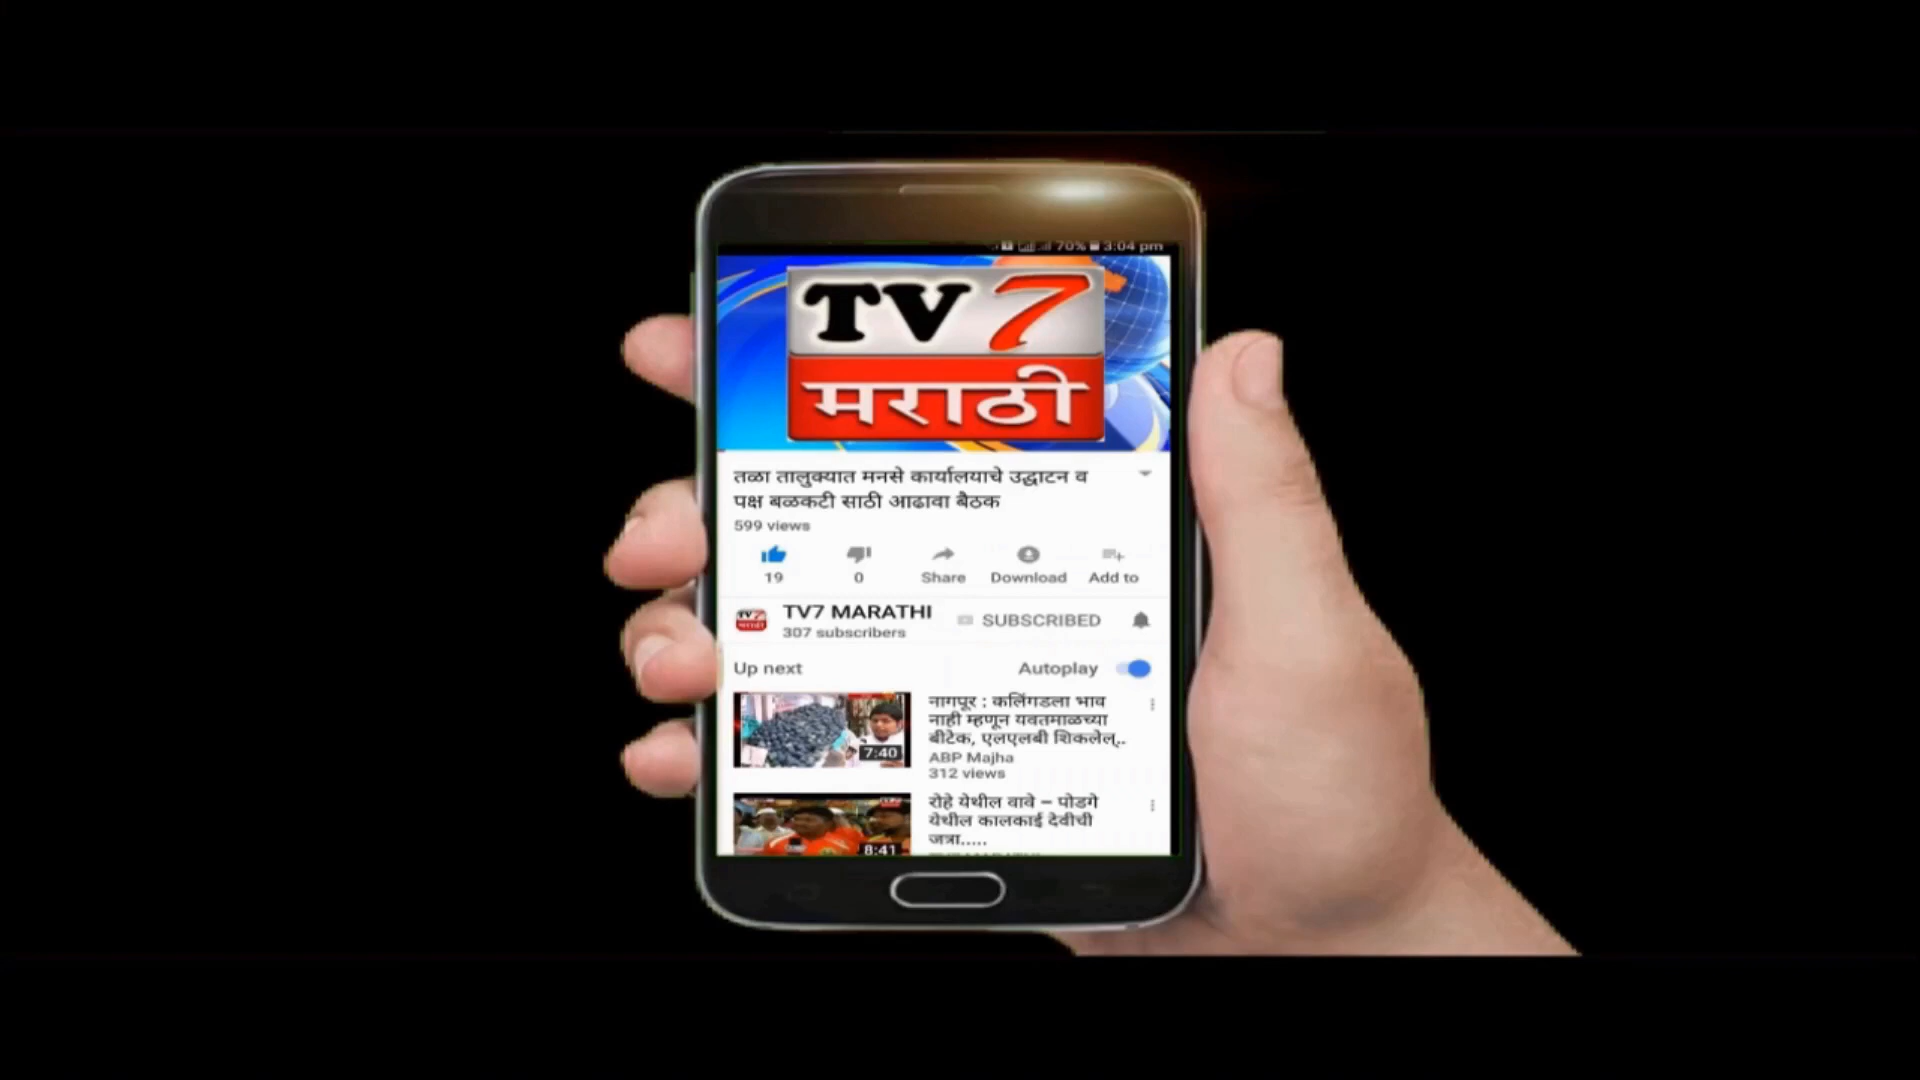 70% 3:04 pm
TV 7
मराठी
तळा तालुक्यात मनसे कार्यालयाचे उद्घाटन व
पक्ष बळकटी साठी आढावा बैठक
599 views
19 0 Share Download Add to
TV7 MARATHI SUBSCRIBED
307 subscribers
Up next Autoplay
नागपूर : कलिंगडला भाव
नाही म्हणून यवतमाळच्या
बीटेक, एलएलबी शिकलेल्..
ABP Majha
312 views
7:40
रोहे येथील वावे – पोडगे
येथील कालकाई देवीची
जत्रा.....
8:41